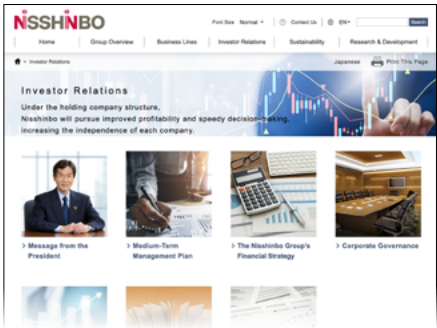 NISSHINBO
Font Size Normal Contact Us EN Search
Home Group Overview Business Lines Investor Relations Sustainability Research & Development
> Investor Relations Japanese Print This Page
Investor Relations
Under the holding company structure,
Nisshinbo will pursue improved profitability and speedy decision-making,
increasing the independence of each company.
> Message from the
President
> Medium-Term
Management Plan
> The Nisshinbo Group's
Financial Strategy
> Corporate Governance